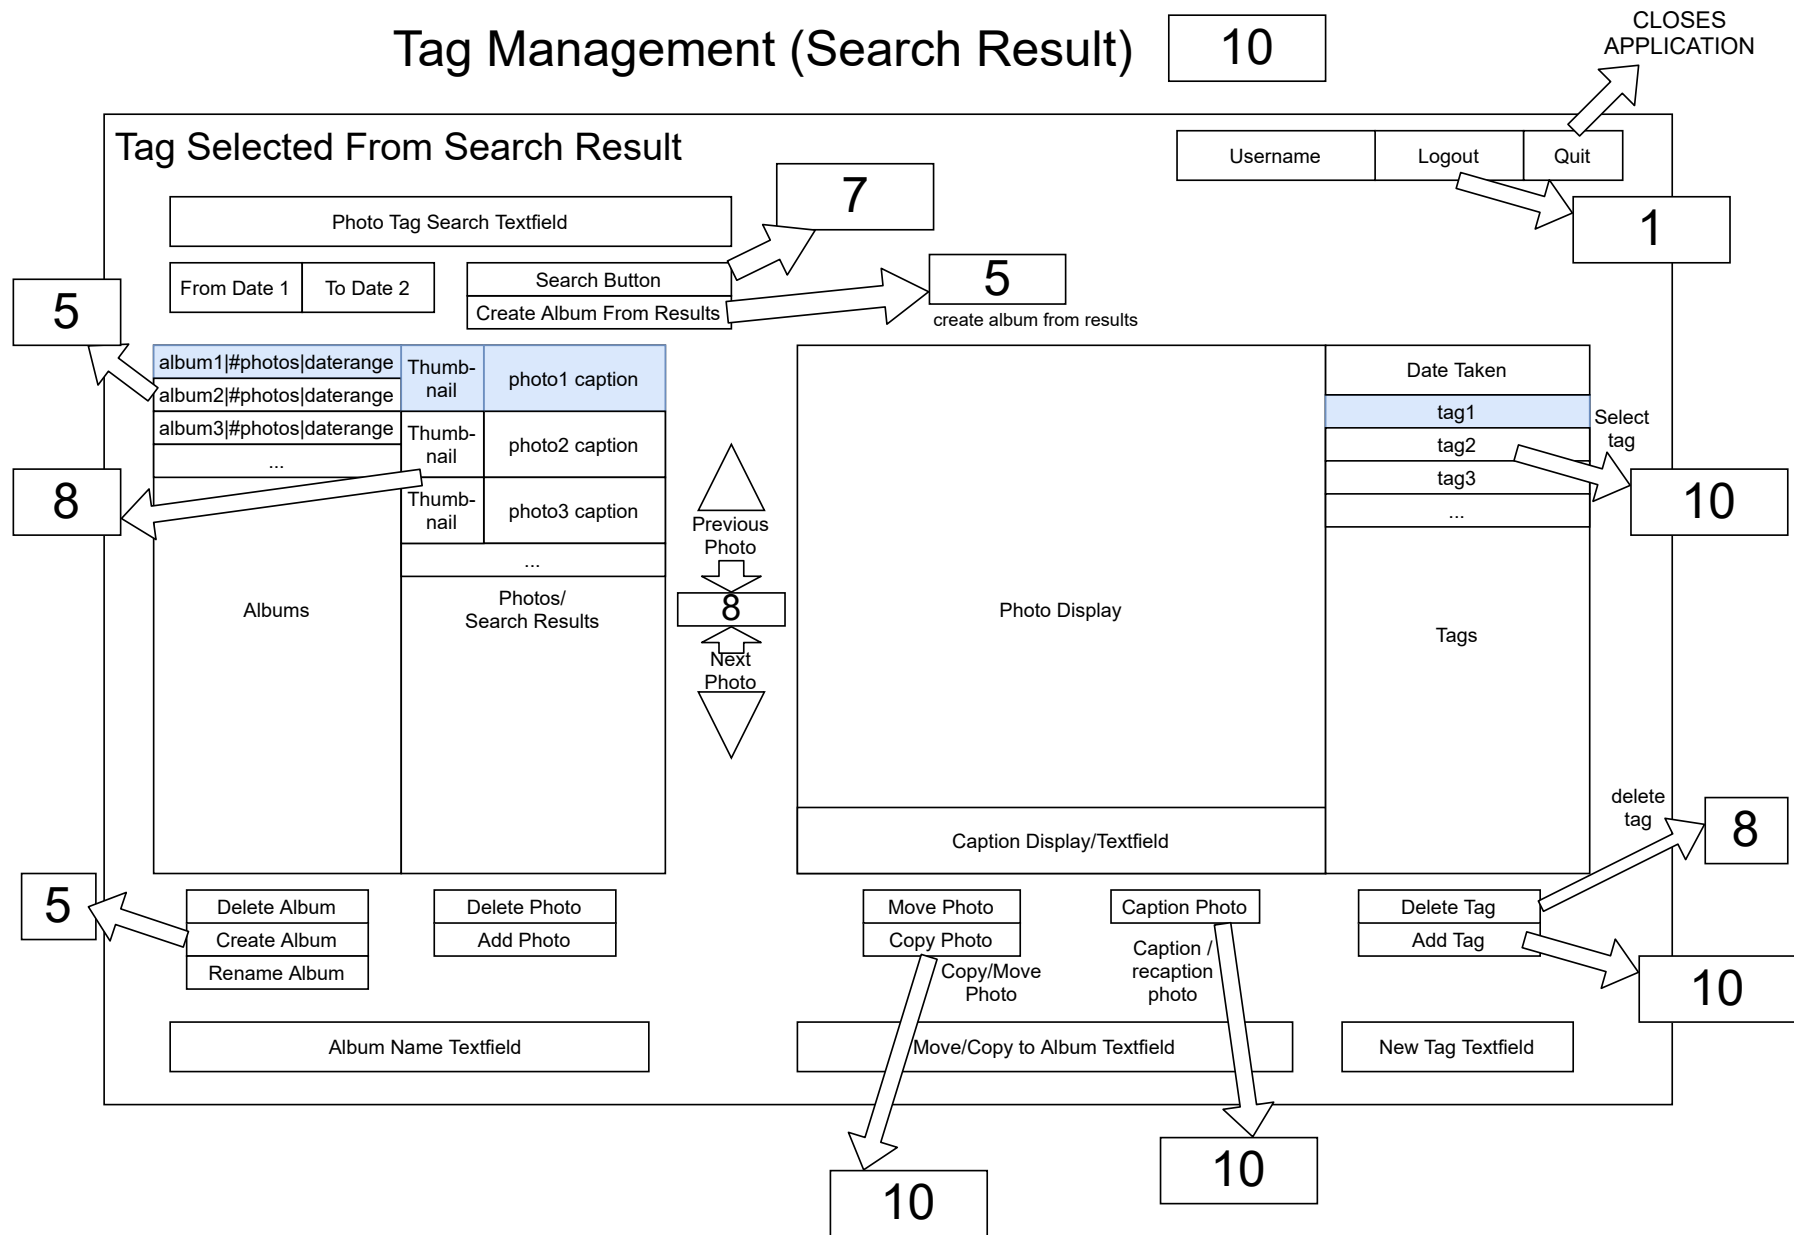 Tag Management (Search Result)
10
CLOSES
APPLICATION
Tag Selected From Search Result
Username
Logout
Quit
7
1
Photo Tag Search Textfield
From Date 1
To Date 2
Search Button
Create Album From Results
5
create album from results
5
album1|#photos|daterange
album2|#photos|daterange
album3|#photos|daterange
...
8
Albums
Thumb-
nail
photo1 caption
Thumb-
nail
photo2 caption
Thumb-
nail
photo3 caption
...
Photos/
Search Results
Previous
Photo
8
Next
Photo
Photo Display
Caption Display/Textfield
Date Taken
tag1
tag2
tag3
...
Tags
Select
tag
10
delete
tag
8
5
Delete Album
Create Album
Rename Album
Delete Photo
Add Photo
Move Photo
Copy Photo
Copy/Move
Photo
Caption Photo
Caption /
recaption
photo
Delete Tag
Add Tag
10
Album Name Textfield
Move/Copy to Album Textfield
New Tag Textfield
10
10